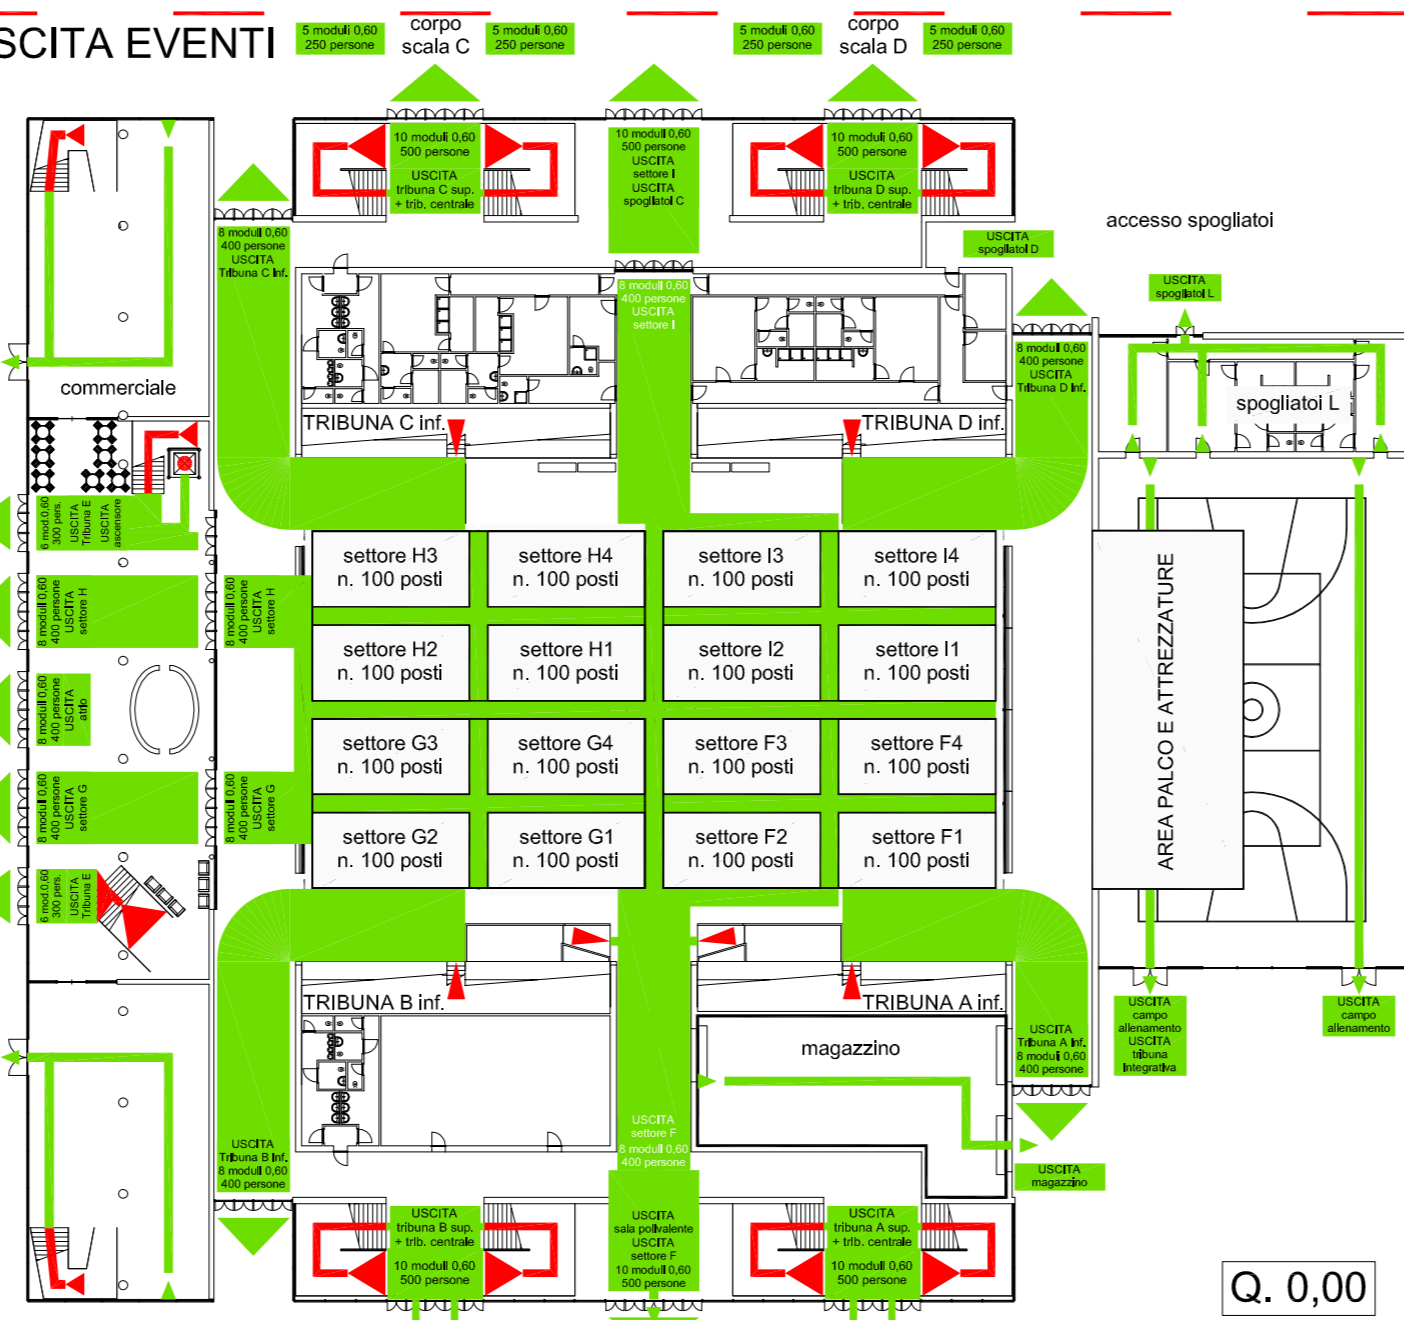 SCITA EVENTI
5 moduli 0,60
250 persone
corpo
scala C
5 moduli 0,60
250 persone
5 moduli 0,60
250 persone
corpo
scala D
5 moduli 0,60
250 persone
10 moduli 0,60
500 persone
USCITA
tribuna C sup.
+ trib. centrale
10 moduli 0,60
500 persone
USCITA
settore I
USCITA
spogliatoi C
10 moduli 0,60
500 persone
USCITA
tribuna D sup.
+ trib. centrale
accesso spogliatoi
8 moduli 0,60
400 persone
USCITA
Tribuna C inf.
USCITA
spogliatoi D
USCITA
spogliatoi L
8 moduli 0,60
400 persone
USCITA
settore I
8 moduli 0,60
400 persone
USCITA
Tribuna D inf.
commerciale
spogliatoi L
TRIBUNA C inf.
TRIBUNA D inf.
6 mod.0,60
300 pers.
USCITA
Tribuna E
USCITA
ascensore
settore H3
n. 100 posti
settore H4
n. 100 posti
settore I3
n. 100 posti
settore I4
n. 100 posti
8 moduli 0,60
400 persone
USCITA
settore H
8 moduli 0,60
400 persone
USCITA
settore H
settore H2
n. 100 posti
settore H1
n. 100 posti
settore I2
n. 100 posti
settore I1
n. 100 posti
AREA PALCO E ATTREZZATURE
8 moduli 0,60
400 persone
USCITA
atrio
settore G3
n. 100 posti
settore G4
n. 100 posti
settore F3
n. 100 posti
settore F4
n. 100 posti
8 moduli 0,60
400 persone
USCITA
settore G
8 moduli 0,60
400 persone
USCITA
settore G
settore G2
n. 100 posti
settore G1
n. 100 posti
settore F2
n. 100 posti
settore F1
n. 100 posti
6 mod.0,60
300 pers.
USCITA
Tribuna E
TRIBUNA B inf.
TRIBUNA A inf.
USCITA
campo
allenamento
USCITA
tribuna
Integrativa
USCITA
campo
allenamento
magazzino
USCITA
Tribuna A inf.
8 moduli 0,60
400 persone
USCITA
settore F
8 moduli 0,60
400 persone
USCITA
Tribuna B inf.
8 moduli 0,60
400 persone
USCITA
magazzino
USCITA
tribuna B sup.
+ trib. centrale
10 moduli 0,60
500 persone
USCITA
sala polivalente
USCITA
settore F
10 moduli 0,60
500 persone
USCITA
tribuna A sup.
+ trib. centrale
10 moduli 0,60
500 persone
Q. 0,00